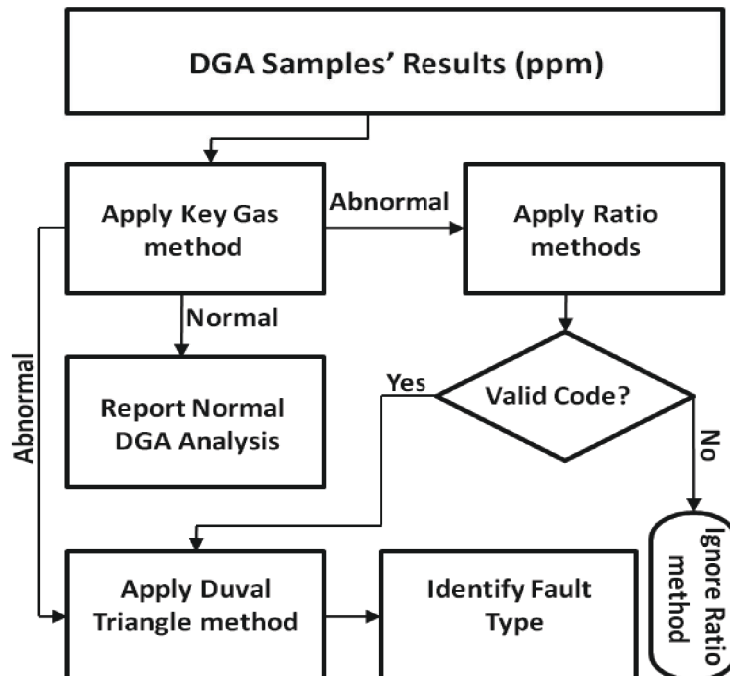 DGA Samples’ Results (ppm)
Apply Key Gas
method
Abnormal
Apply Ratio
methods
Normal
Abnormal
Report Normal
DGA Analysis
Yes
Valid Code?
No
Apply Duval
Triangle method
Identify Fault
Type
Ignore Ratio
method